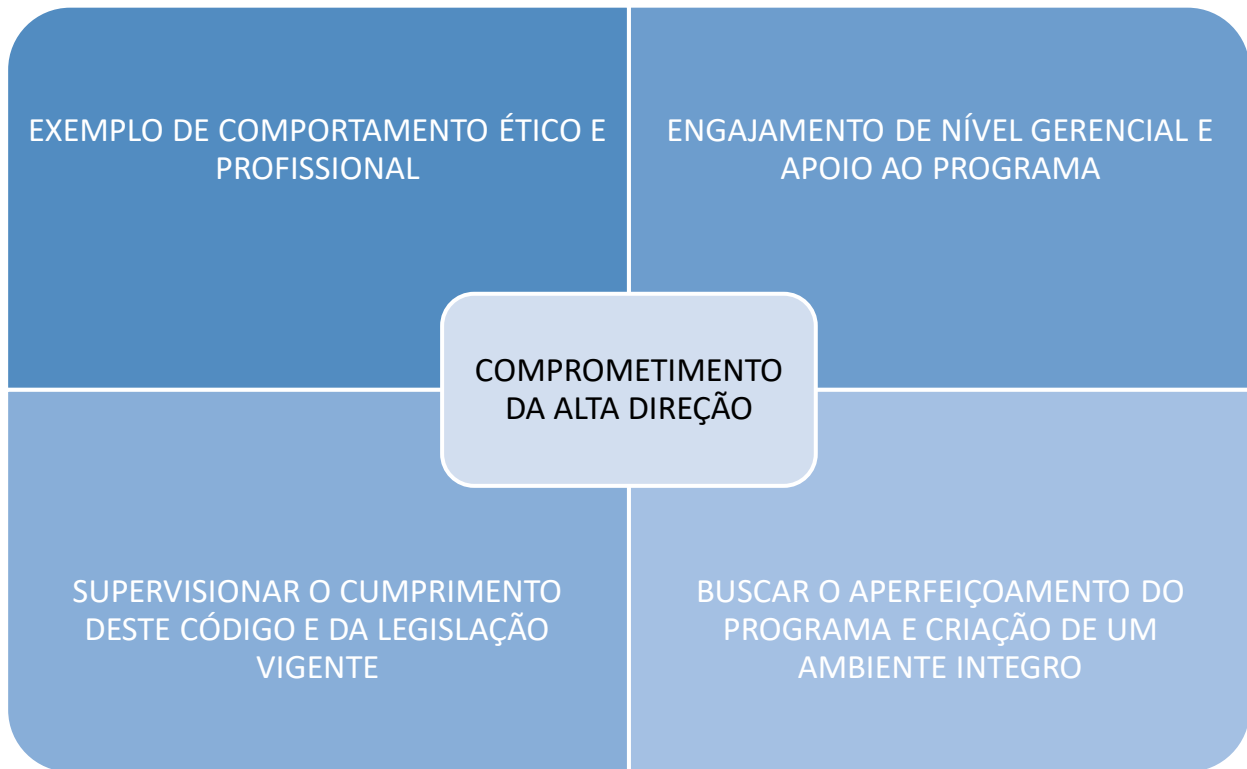 EXEMPLO DE COMPORTAMENTO ÉTICO E
PROFISSIONAL
ENGAJAMENTO DE NÍVEL GERENCIAL E
APOIO AO PROGRAMA
COMPROMETIMENTO
DA ALTA DIREÇÃO
SUPERVISIONAR O CUMPRIMENTO
DESTE CÓDIGO E DA LEGISLAÇÃO
VIGENTE
BUSCAR O APERFEIÇOAMENTO DO
PROGRAMA E CRIAÇÃO DE UM
AMBIENTE INTEGRO